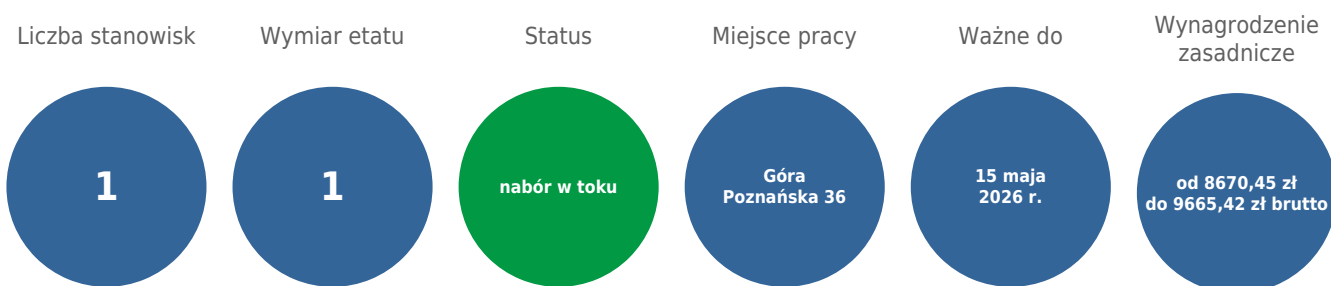 Liczba stanowisk
1
Wymiar etatu
1
Status
nabór w toku
Miejsce pracy
Góra
Poznańska 36
Ważne do
15 maja
2026 r.
Wynagrodzenie
zasadnicze
od 8670,45 zł
do 9665,42 zł brutto